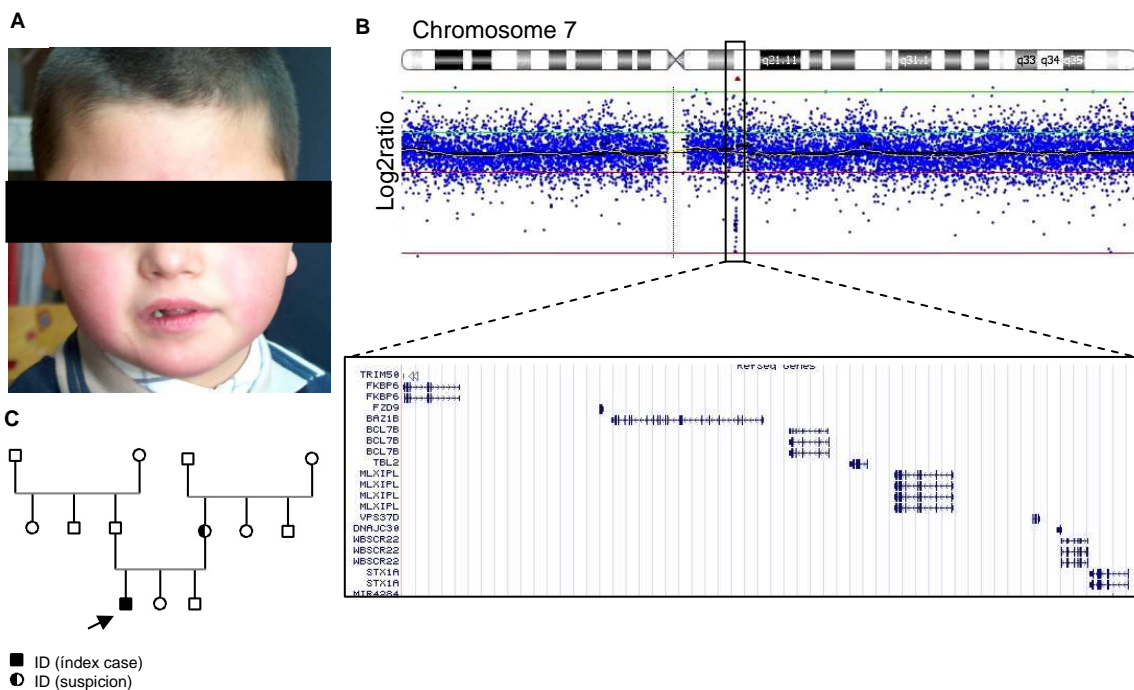 A
B
Chromosome 7
q21.11
q31.1
q33
q34
q35
Log2ratio
RefSeq Genes
TRIM50
FKBP6
FKBP6
FZD9
BAZ1B
BCL7B
BCL7B
BCL7B
TBL2
MLXIPL
MLXIPL
MLXIPL
MLXIPL
VPS37D
DNAJC30
WBSCR22
WBSCR22
WBSCR22
STX1A
STX1A
MIR4284
C
ID (índex case)
ID (suspicion)